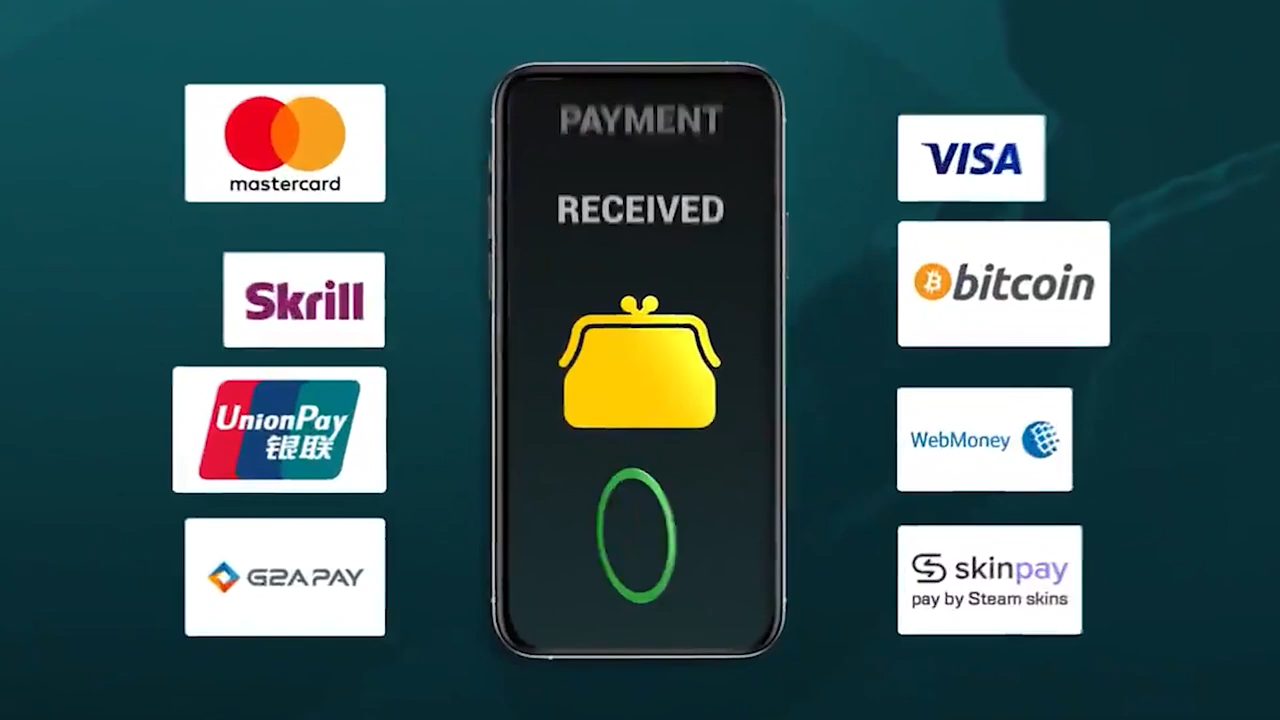 mastercard
Skrill
UnionPay
银联
G2A PAY
PAYMENT
RECEIVED
VISA
bitcoin
WebMoney
skinpay
pay by Steam skins